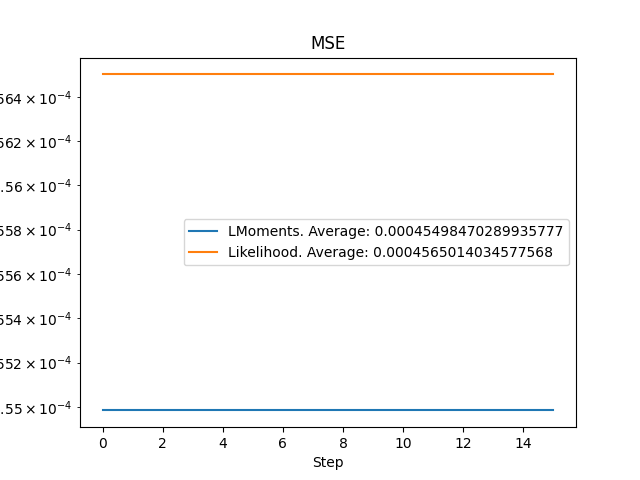 MSE
564 × 10⁻⁴
562 × 10⁻⁴
.56 × 10⁻⁴
558 × 10⁻⁴
556 × 10⁻⁴
554 × 10⁻⁴
552 × 10⁻⁴
.55 × 10⁻⁴
LMoments. Average: 0.00045498470289935777
Likelihood. Average: 0.0004565014034577568
0 2 4 6 8 10 12 14
Step